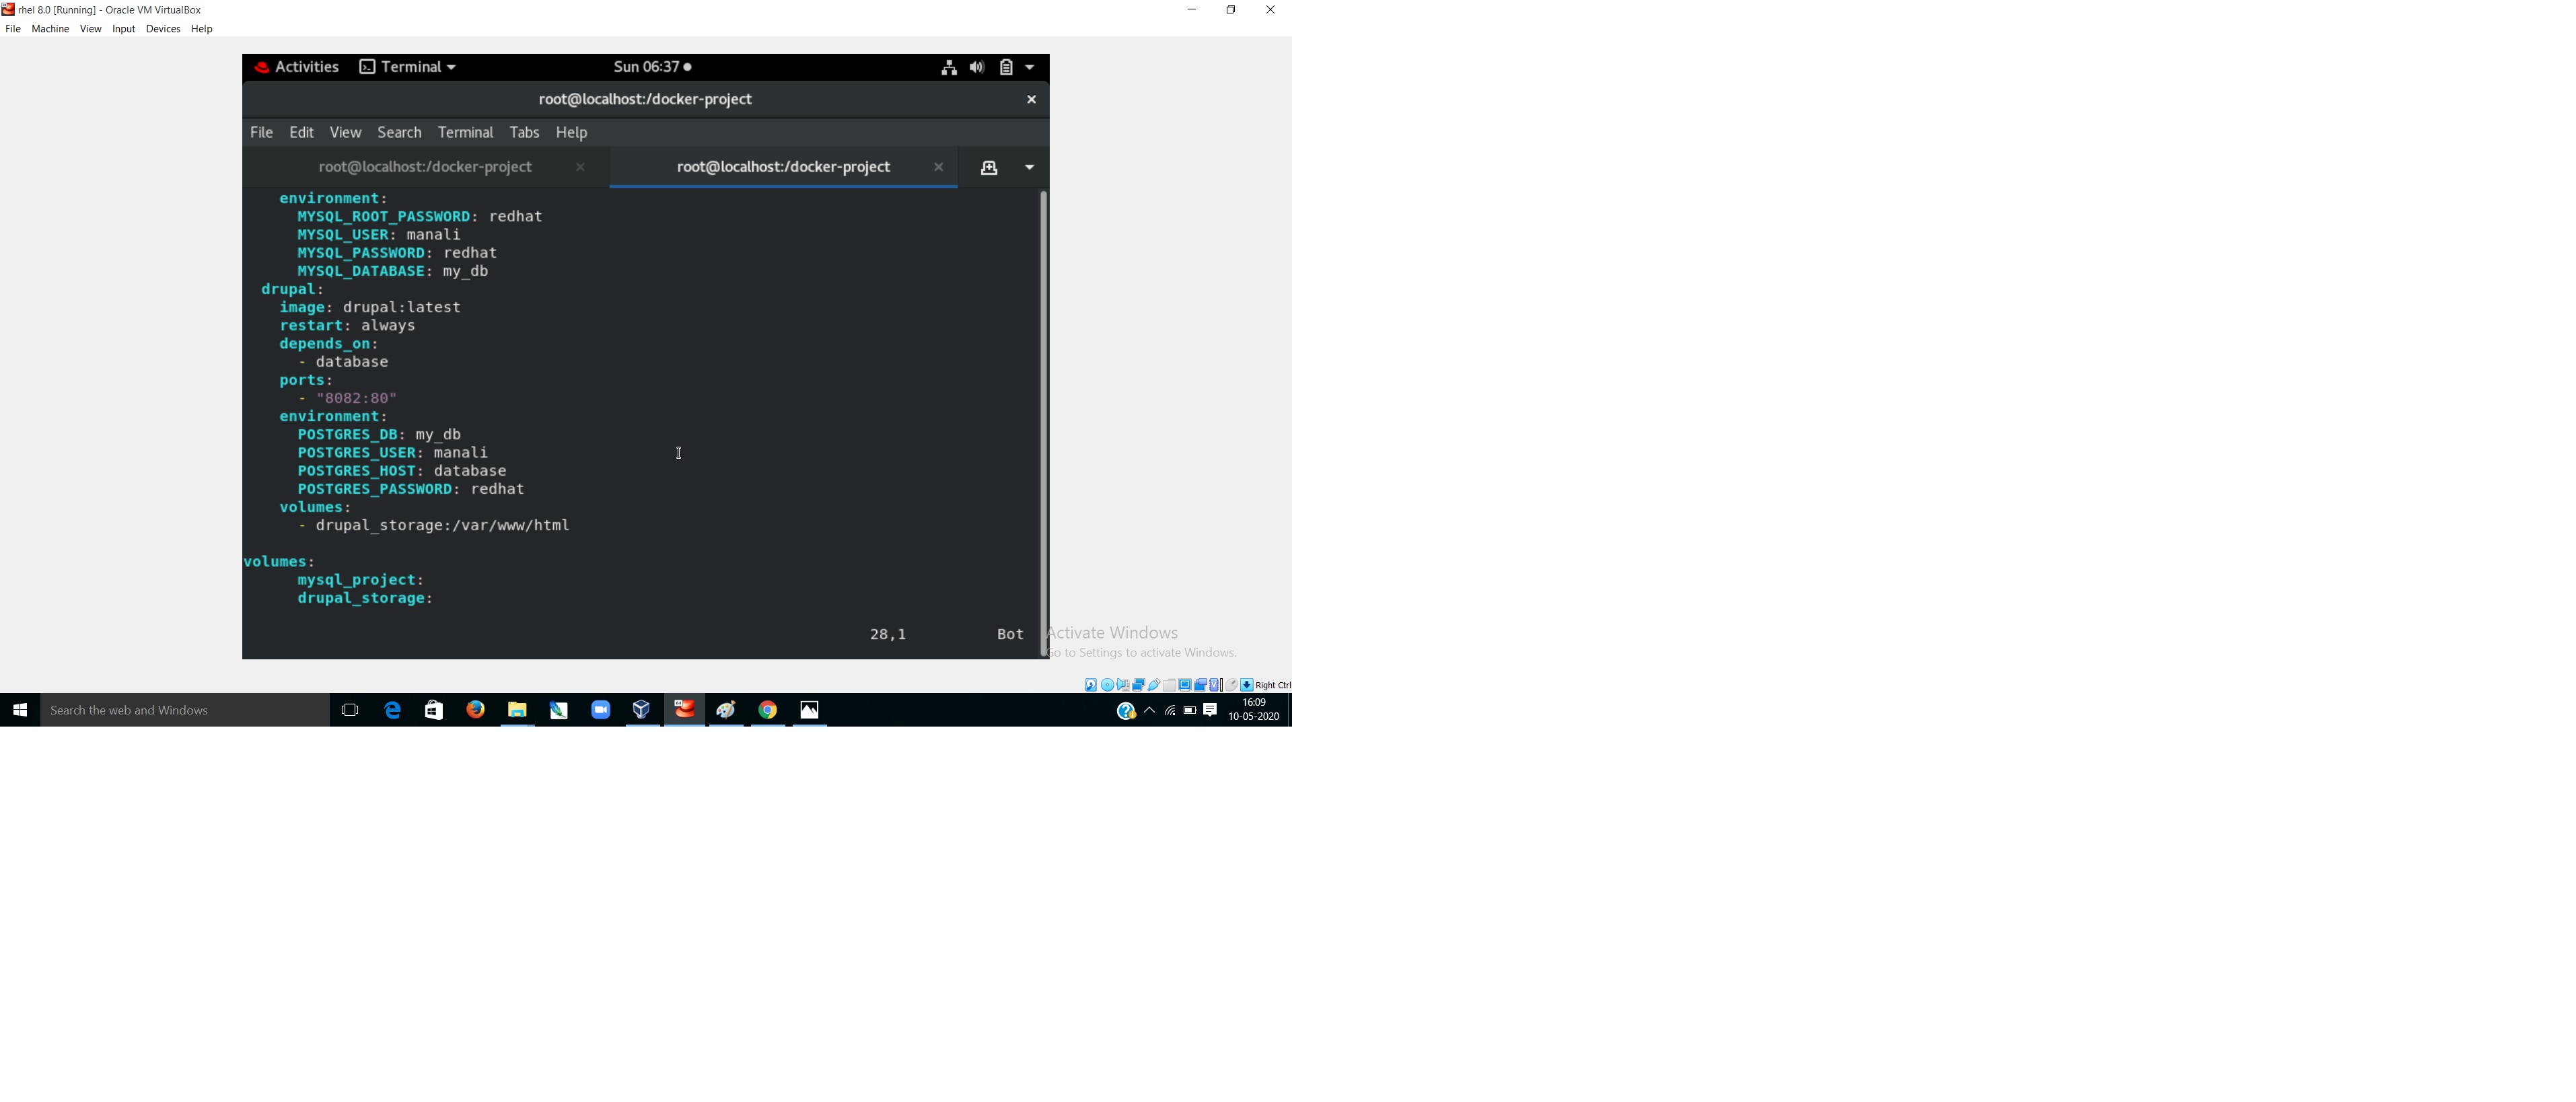 rhel 8.0 [Running] - Oracle VM VirtualBox
File Machine View Input Devices Help
Activities Terminal Sun 06:37
root@localhost:/docker-project
File Edit View Search Terminal Tabs Help
root@localhost:/docker-project root@localhost:/docker-project
environment:
MYSQL_ROOT_PASSWORD: redhat
MYSQL_USER: manali
MYSQL_PASSWORD: redhat
MYSQL_DATABASE: my_db
drupal:
image: drupal:latest
restart: always
depends_on:
- database
ports:
- "8082:80"
environment:
POSTGRES_DB: my_db
POSTGRES_USER: manali
POSTGRES_HOST: database
POSTGRES_PASSWORD: redhat
volumes:
- drupal_storage:/var/www/html
volumes:
mysql_project:
drupal_storage:
28,1 Bot
Activate Windows
Go to Settings to activate Windows.
Right Ctrl
Search the web and Windows
16:09
10-05-2020